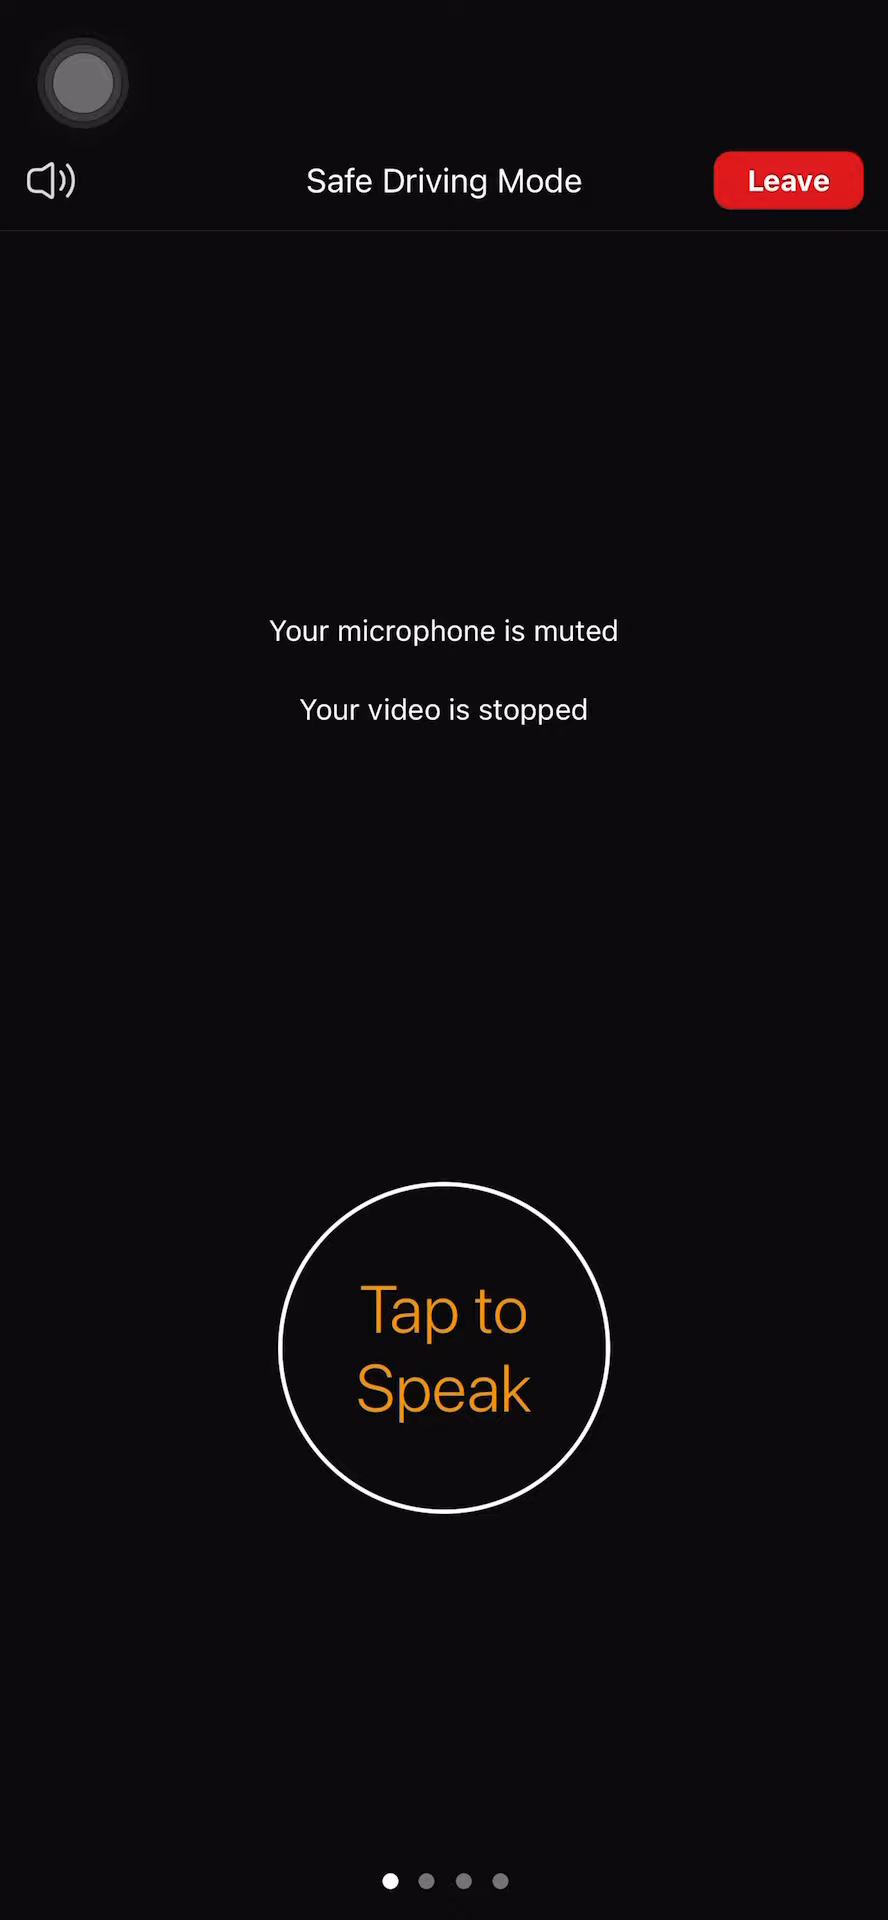 Safe Driving Mode
Leave
Your microphone is muted
Your video is stopped
Tap to
Speak